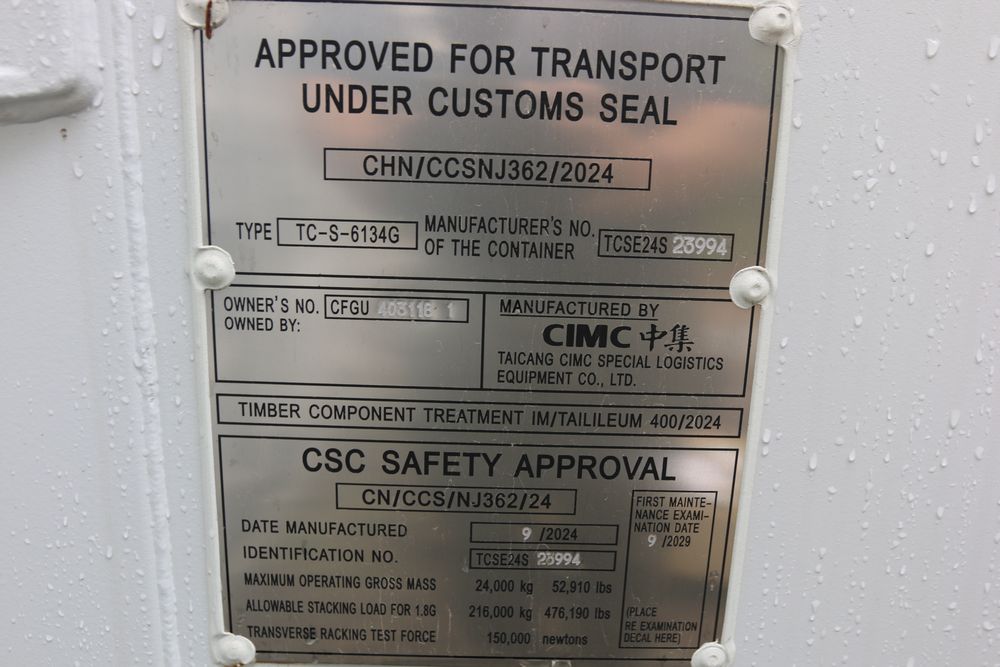 APPROVED FOR TRANSPORT
UNDER CUSTOMS SEAL
CHN/CCSNJ362/2024
TYPE TC-S-6134G MANUFACTURER'S NO. OF THE CONTAINER TCSE24S 23994
OWNER'S NO. CFGU 403116 1
OWNED BY:
MANUFACTURED BY
CIMC 中集
TAICANG CIMC SPECIAL LOGISTICS
EQUIPMENT CO., LTD.
TIMBER COMPONENT TREATMENT IM/TAILILEUM 400/2024
CSC SAFETY APPROVAL
CN/CCS/NJ362/24
DATE MANUFACTURED 9 /2024
IDENTIFICATION NO. TCSE24S 23994
MAXIMUM OPERATING GROSS MASS 24,000 kg 52,910 lbs
ALLOWABLE STACKING LOAD FOR 1.8G 216,000 kg 476,190 lbs
TRANSVERSE RACKING TEST FORCE 150,000 newtons
FIRST MAINTE-
NANCE EXAMI-
NATION DATE
9 /2029
(PLACE
RE EXAMINATION
DECAL HERE)